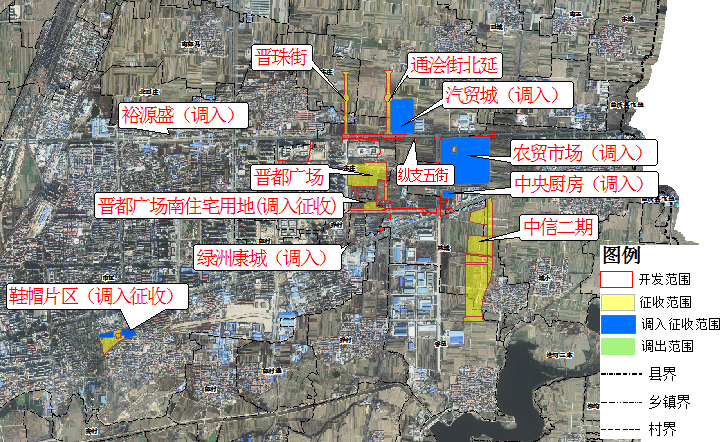 晋珠街
通浍街北延
汽贸城（调入）
裕源盛（调入）
农贸市场（调入）
纵支五街
晋都广场
中央厨房（调入）
晋都广场南住宅用地(调入征收)
中信二期
绿洲康城（调入）
图例
开发范围
鞋帽片区（调入征收）
征收范围
调入征收范围
调出范围
县界
乡镇界
村界